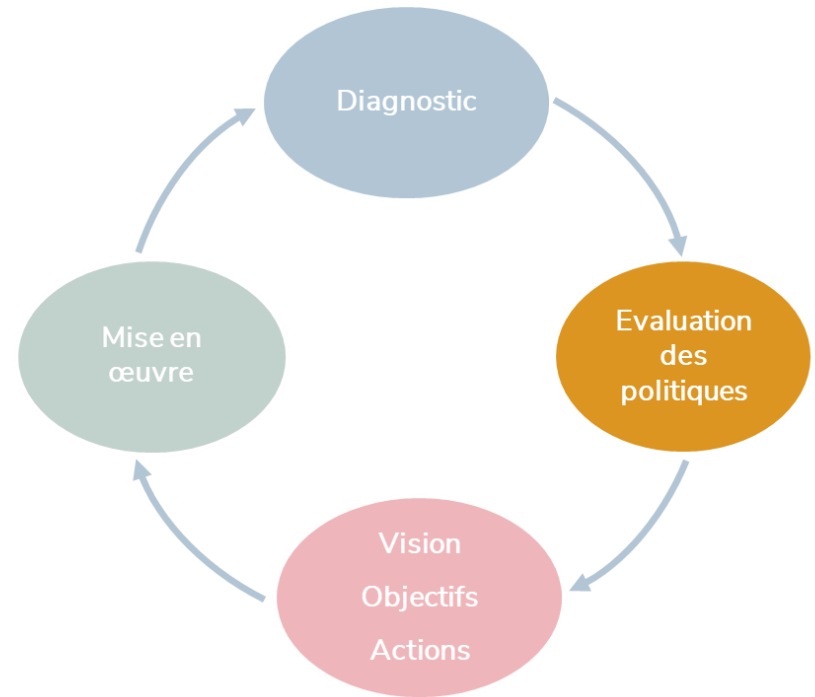 Diagnostic
Evaluation
des
politiques
Vision
Objectifs
Actions
Mise en
œuvre